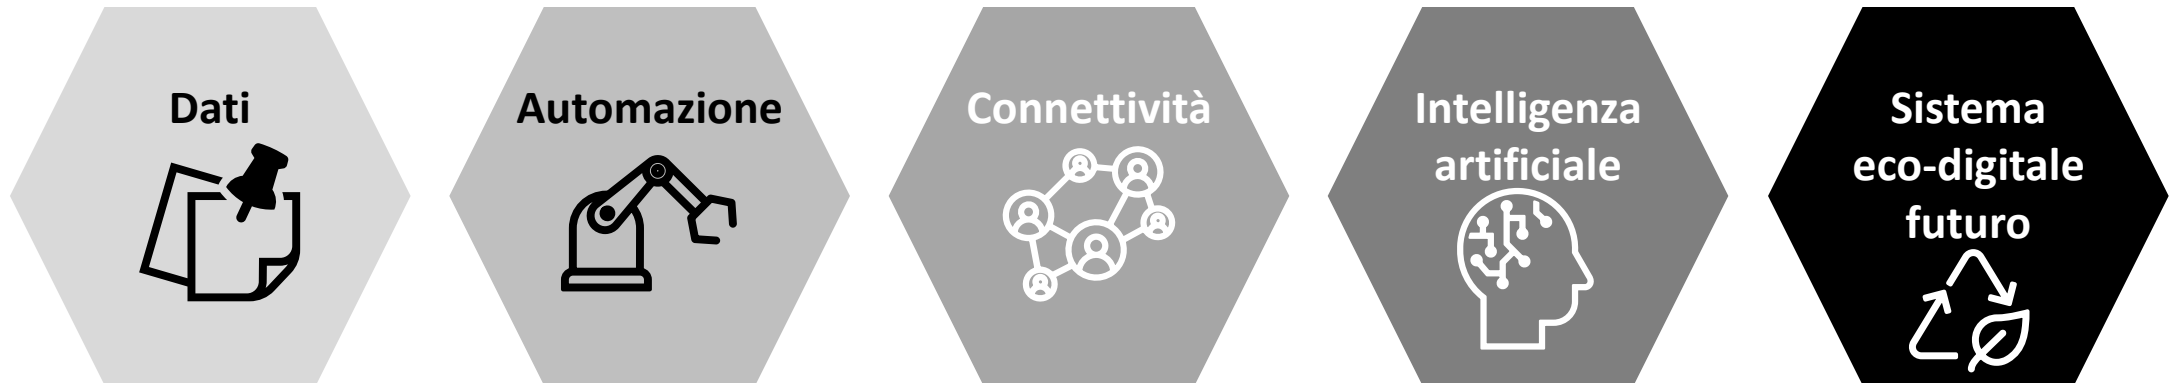 Dati
Automazione
Connettività
Intelligenza
artificiale
Sistema
eco-digitale
futuro